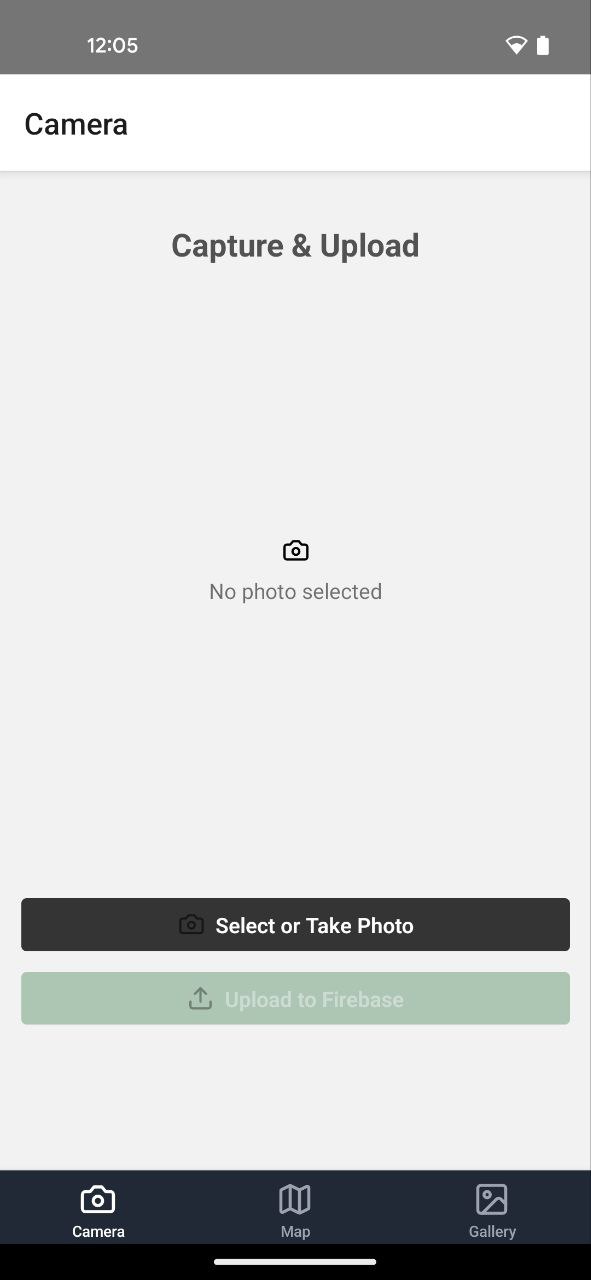 12:05
Camera
Capture & Upload
No photo selected
Select or Take Photo
Upload to Firebase
Camera
Map
Gallery